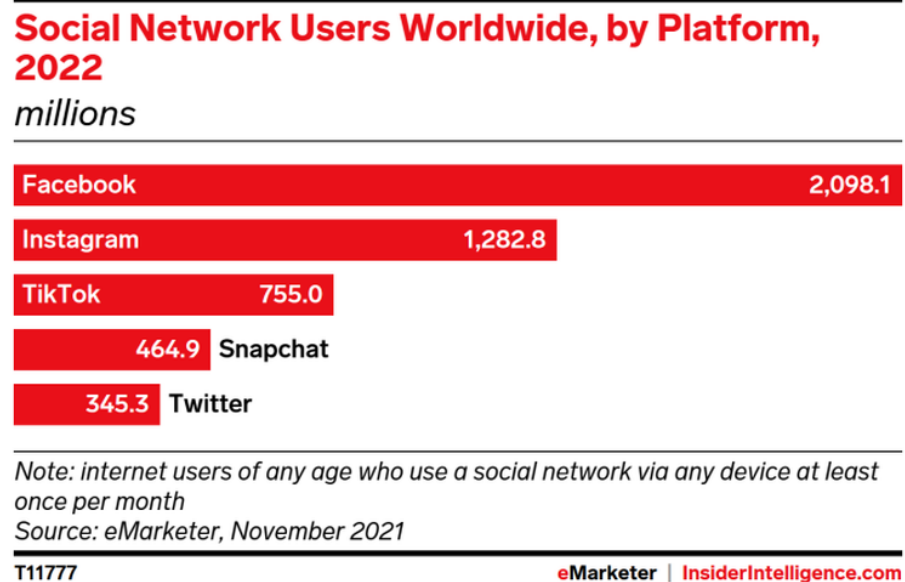 Social Network Users Worldwide, by Platform,
2022
millions
Facebook 2,098.1
Instagram 1,282.8
TikTok 755.0
464.9 Snapchat
345.3 Twitter
Note: internet users of any age who use a social network via any device at least
once per month
Source: eMarketer, November 2021
T11777 eMarketer | InsiderIntelligence.com